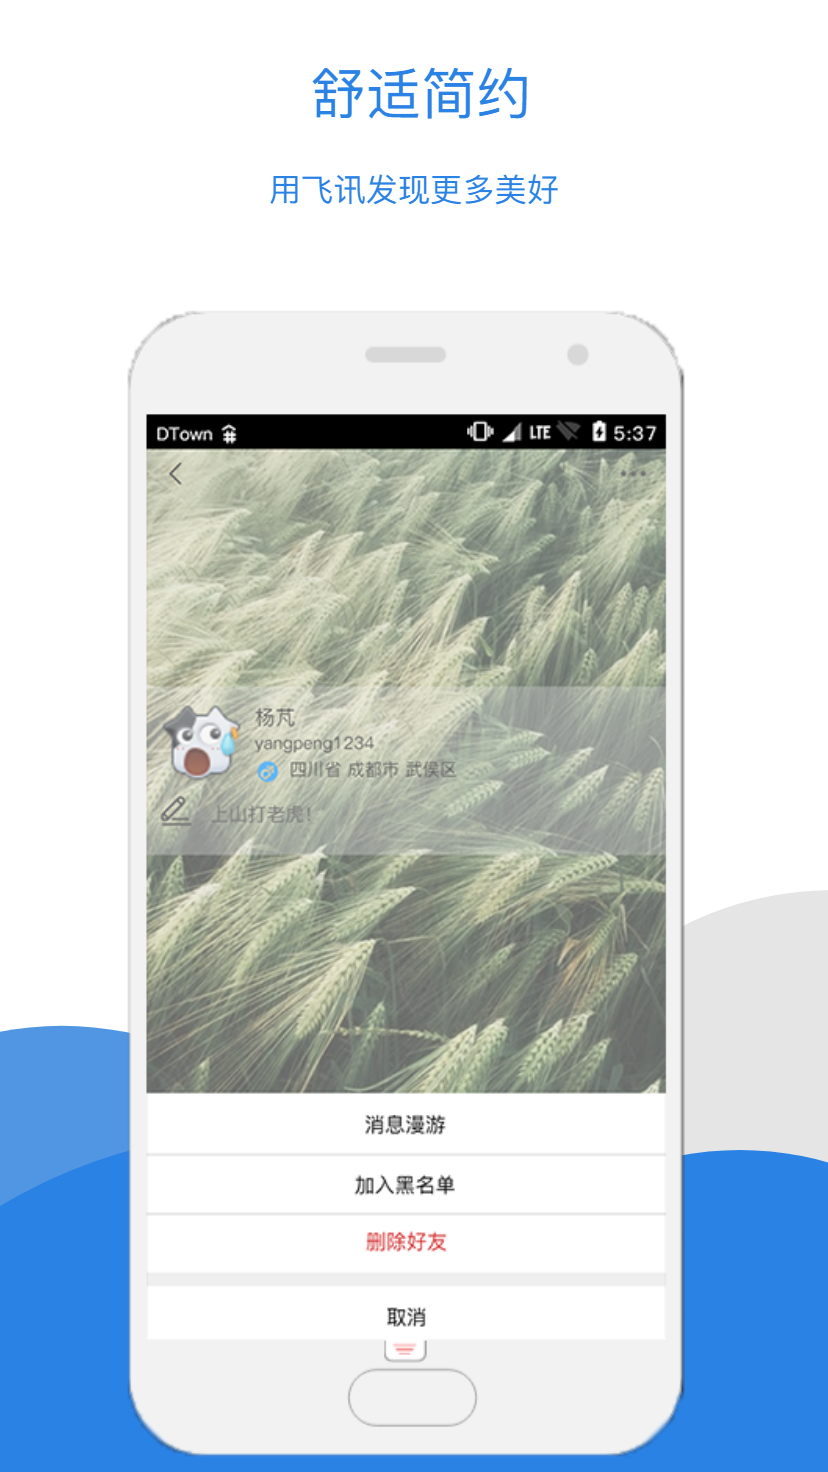 舒适简约
用飞讯发现更多美好
DTown
LTE
5:37
杨芃
yangpeng1234
四川省 成都市 武侯区
上山打老虎！
消息漫游
加入黑名单
删除好友
取消